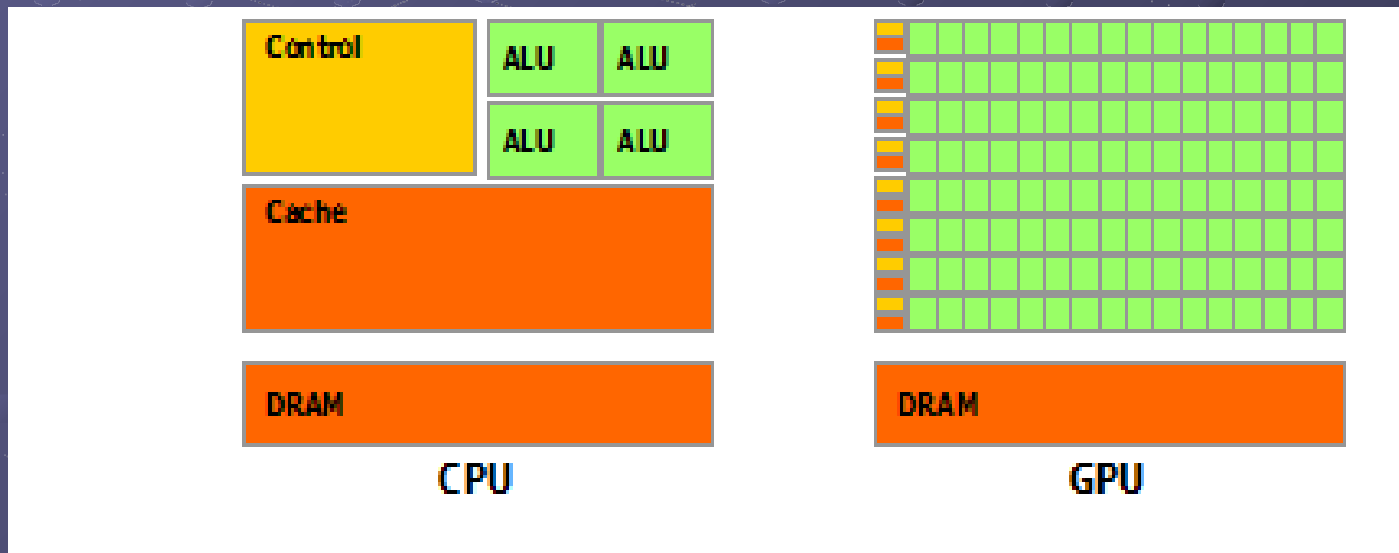 Control
ALU ALU
ALU ALU
Cache
DRAM
CPU
DRAM
GPU